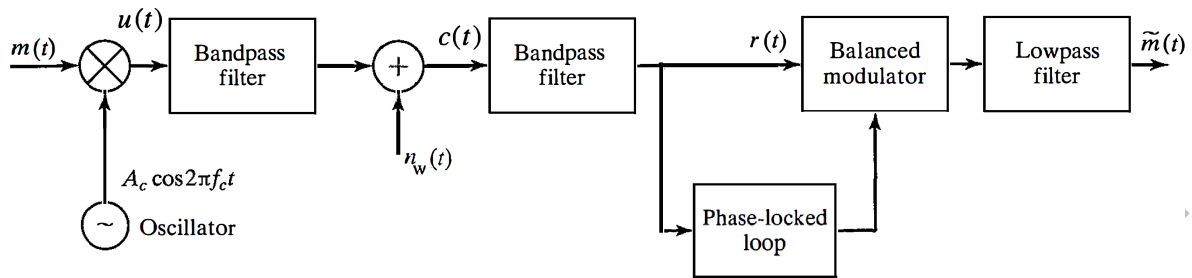 m(t)
u(t)
Bandpass
filter
+
c(t)
Bandpass
filter
r(t)
Balanced
modulator
Lowpass
filter
m̃(t)
n_w(t)
A_c cos2πf_ct
~
Oscillator
Phase-locked
loop